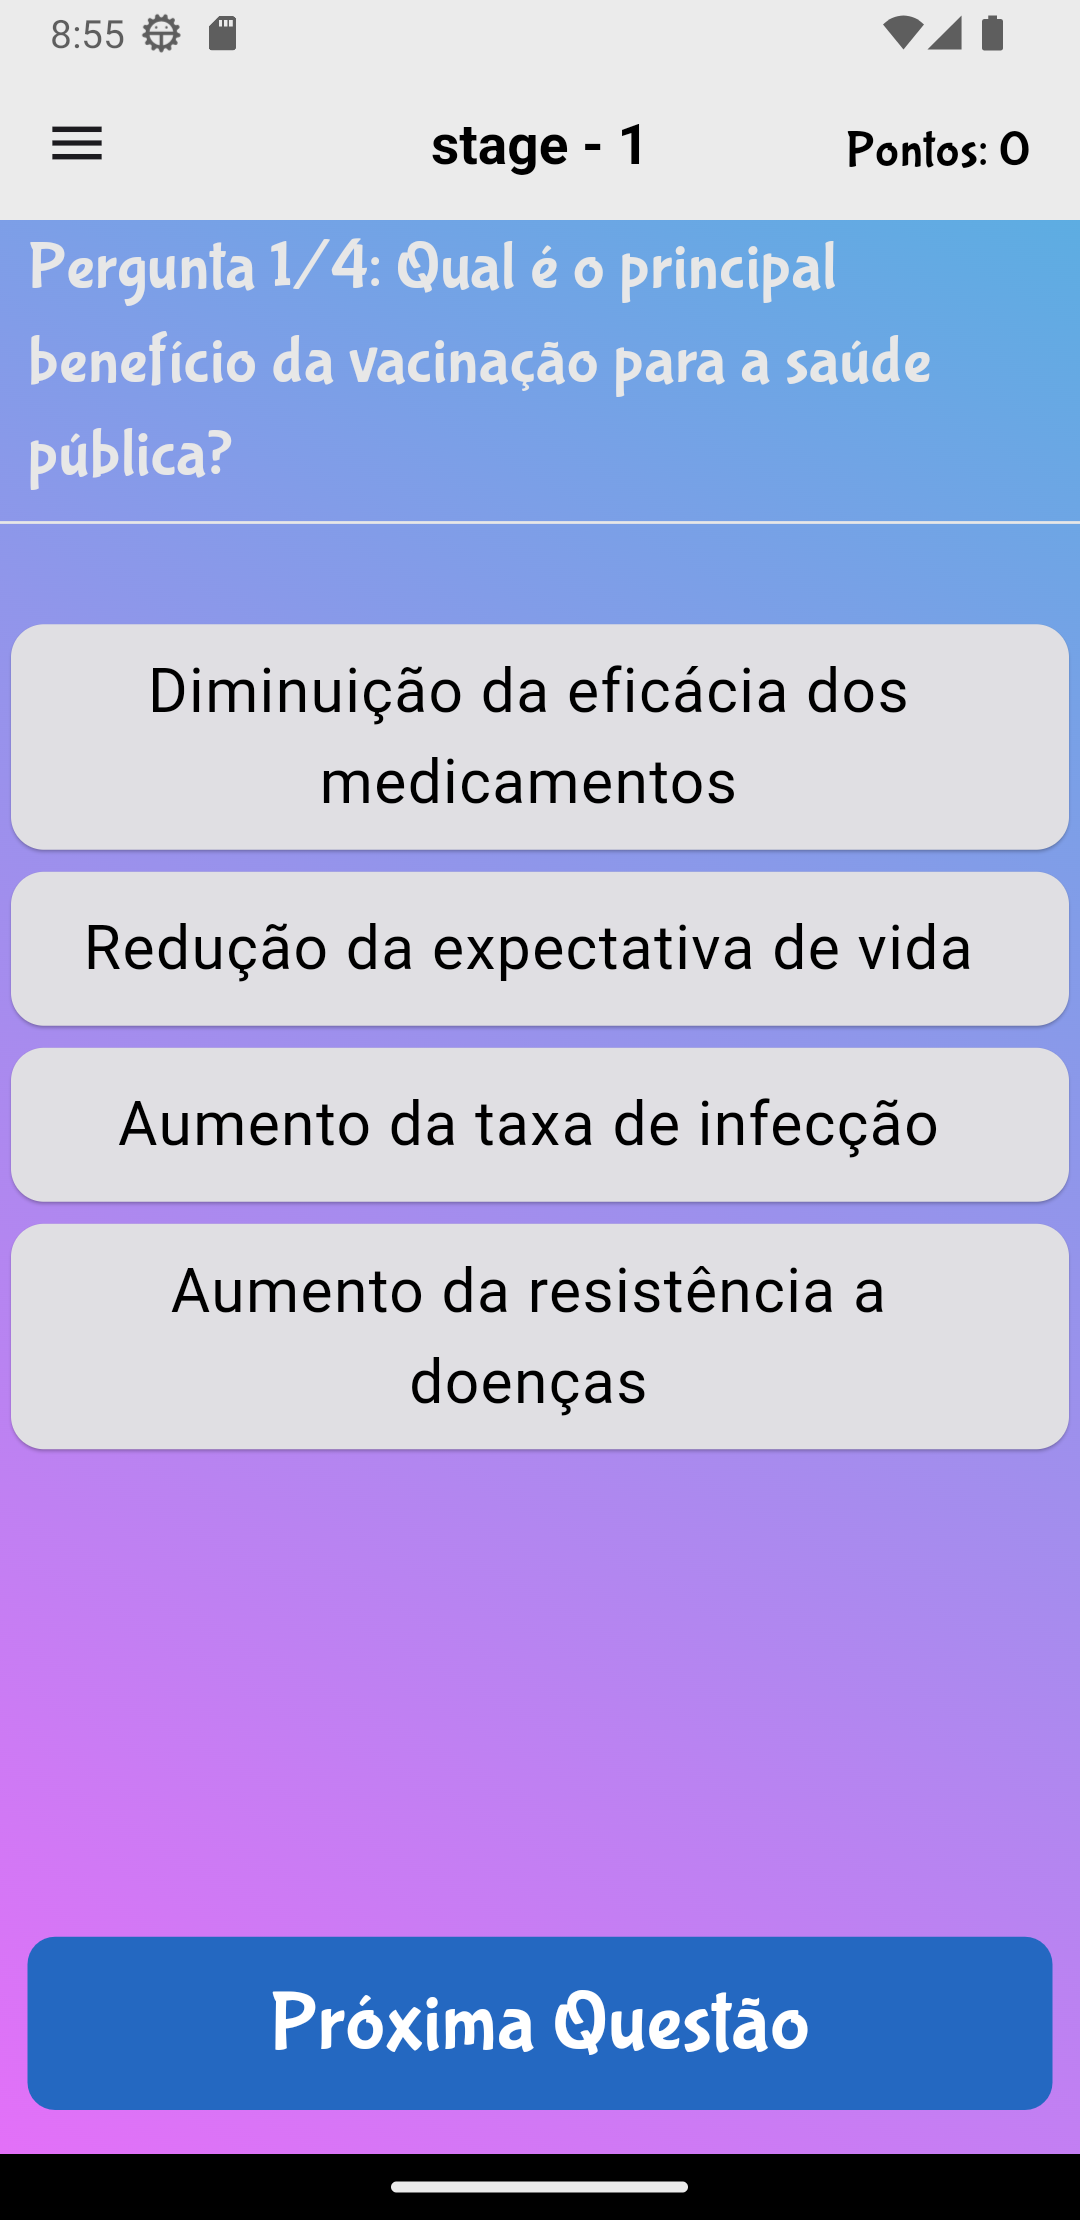 8:55
stage - 1
Pontos: 0
Pergunta 1/4: Qual é o principal
benefício da vacinação para a saúde
pública?
Diminuição da eficácia dos
medicamentos
Redução da expectativa de vida
Aumento da taxa de infecção
Aumento da resistência a
doenças
Próxima Questão